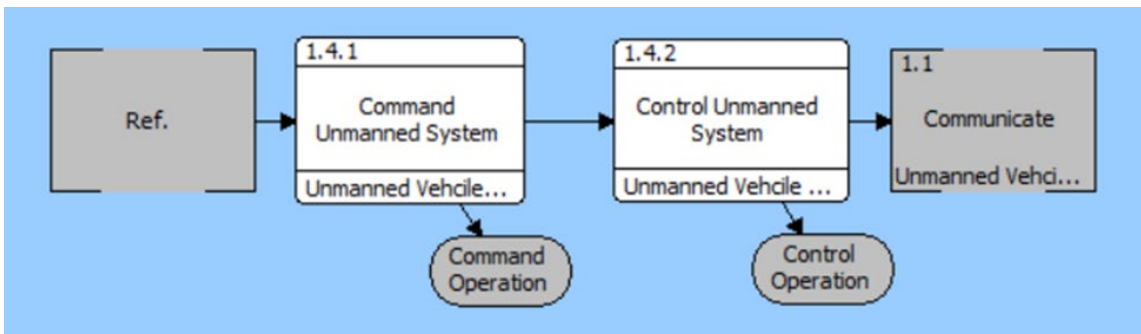 Ref.
1.4.1
Command
Unmanned System
Unmanned Vehcile...
1.4.2
Control Unmanned
System
Unmanned Vehcile ...
1.1
Communicate
Unmanned Vehci...
Command
Operation
Control
Operation